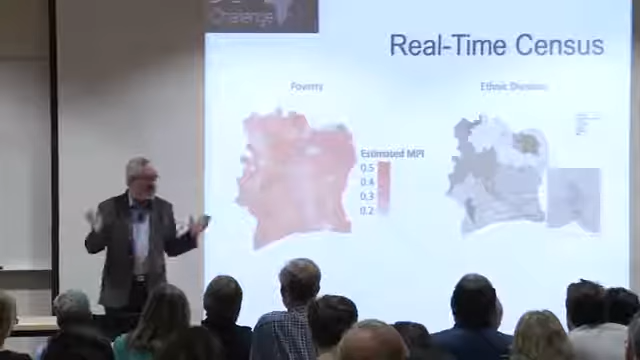 Challenge
Real-Time Census
Poverty
Ethnic Divisions
Estimated MPI
0.5
0.4
0.3
0.2